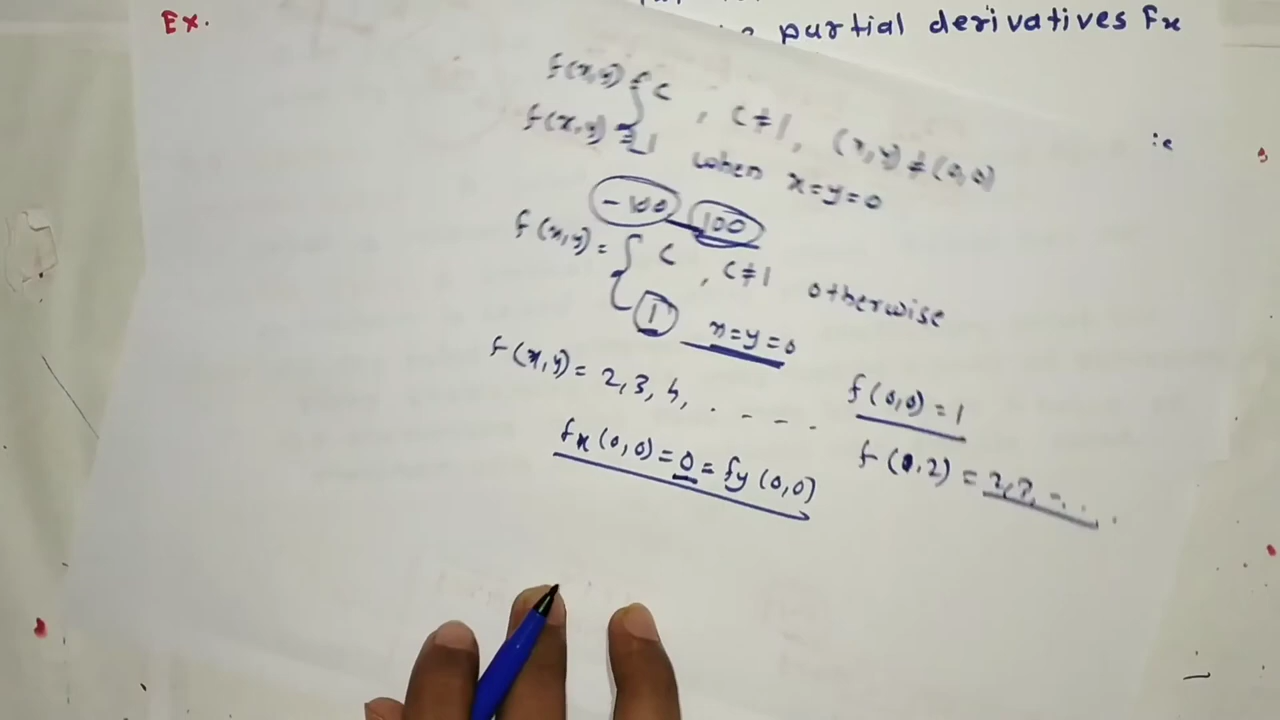 Ex.
partial derivatives Fx
f(x,y) { c , c≠1, (x,y)≠(0,0)
f(x,y) = 1 when x=y=0
-100 100
f(x,y) = { c , c≠1 otherwise
1 x=y=0
f(x,y) = 2,3,4, . - - - .
f(0,0) = 1
fx(0,0) = 0 = fy(0,0)
f(0.2) = 2,3, - . . .